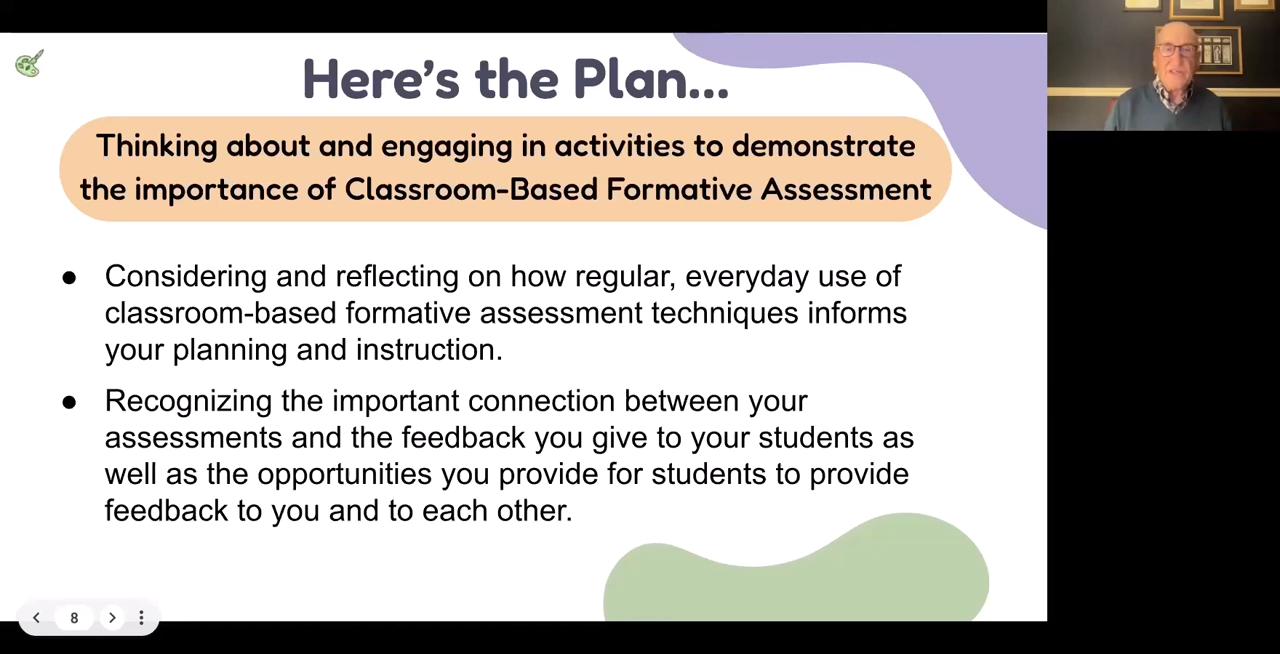 Here's the Plan...
Thinking about and engaging in activities to demonstrate
the importance of Classroom-Based Formative Assessment
● Considering and reflecting on how regular, everyday use of
classroom-based formative assessment techniques informs
your planning and instruction.
● Recognizing the important connection between your
assessments and the feedback you give to your students as
well as the opportunities you provide for students to provide
feedback to you and to each other.
8